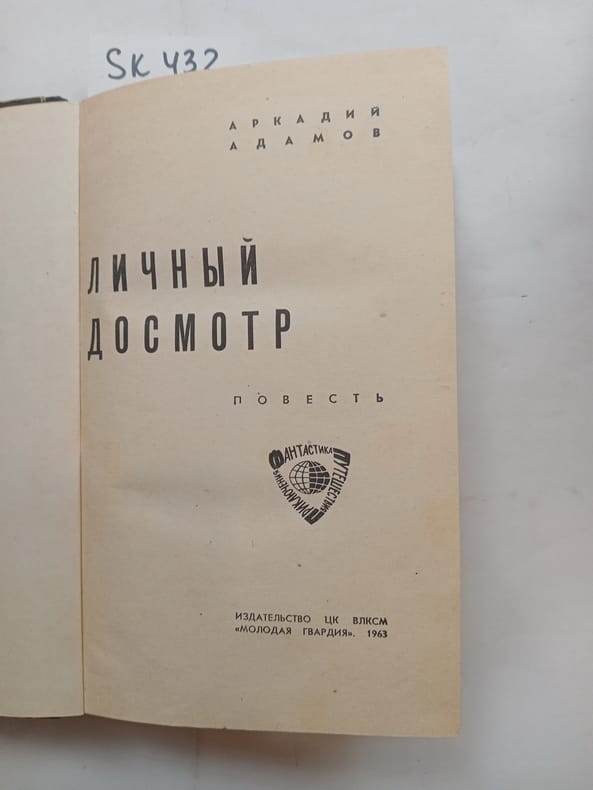 SK 432
АРКАДИЙ
АДАМОВ
ЛИЧНЫЙ
ДОСМОТР
ПОВЕСТЬ
ФАНТАСТИКА
ПУТЕШЕСТВИЯ
ПРИКЛЮЧЕНИЯ
ИЗДАТЕЛЬСТВО ЦК ВЛКСМ
«МОЛОДАЯ ГВАРДИЯ». 1963